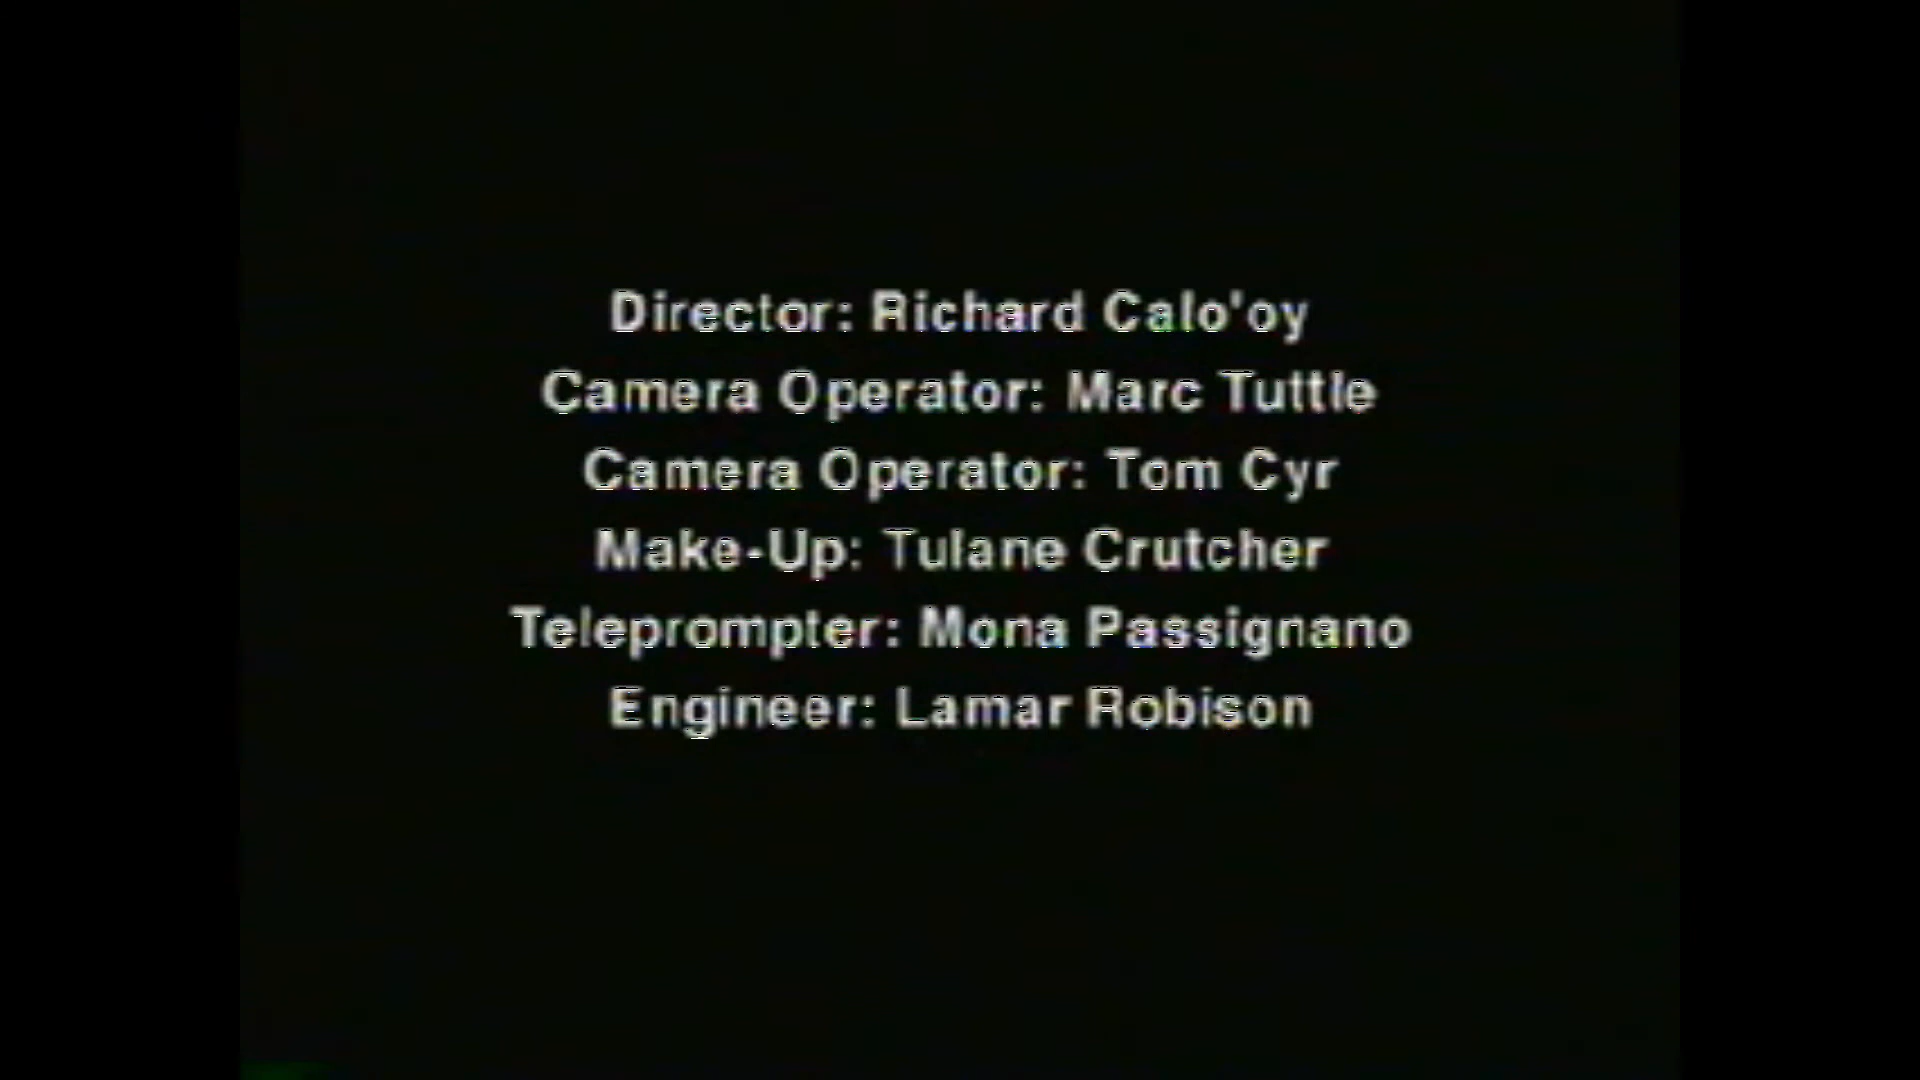 Director: Richard Calo'oy
Camera Operator: Marc Tuttle
Camera Operator: Tom Cyr
Make-Up: Tulane Crutcher
Teleprompter: Mona Passignano
Engineer: Lamar Robison